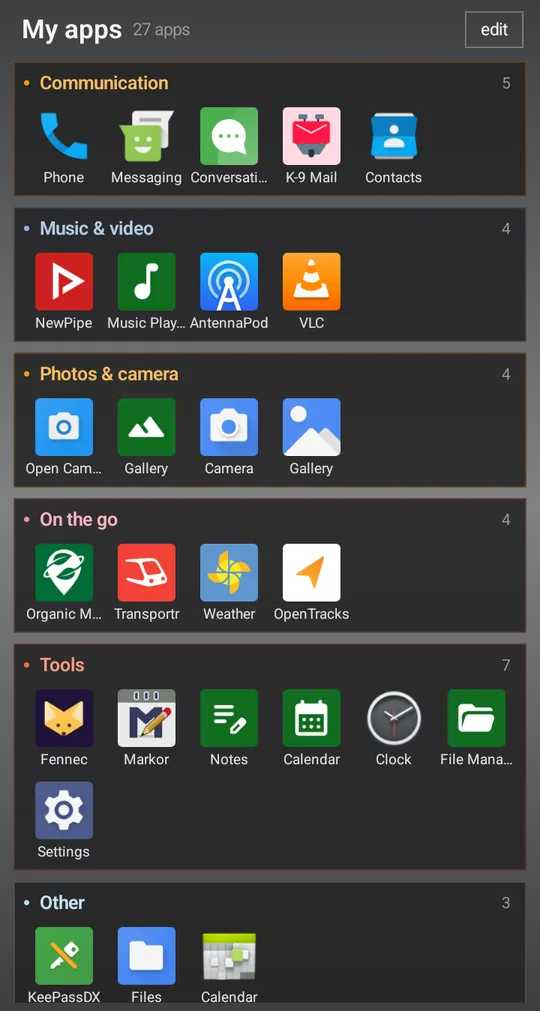 My apps 27 apps edit
Communication 5
Phone Messaging Conversati... K-9 Mail Contacts
Music & video 4
NewPipe Music Play... AntennaPod VLC
Photos & camera 4
Open Cam... Gallery Camera Gallery
On the go 4
Organic M... Transportr Weather OpenTracks
Tools 7
Fennec Markor Notes Calendar Clock File Mana...
Settings
Other 3
KeePassDX Files Calendar